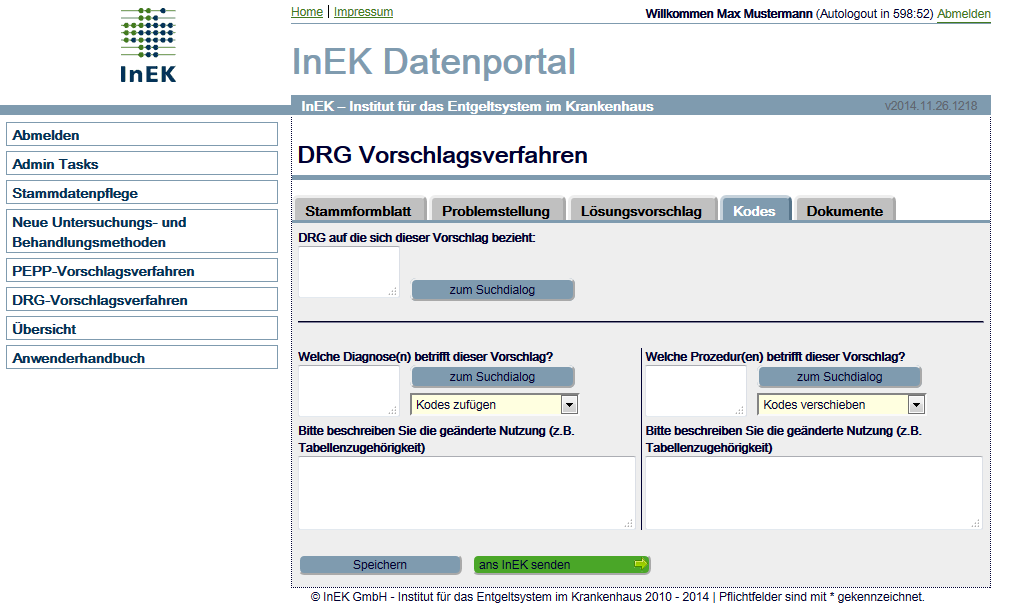 InEK
Home | Impressum
Willkommen Max Mustermann (Autologout in 598:52) Abmelden
InEK Datenportal
InEK – Institut für das Entgeltsystem im Krankenhaus
v2014.11.26.1218
Abmelden
Admin Tasks
Stammdatenpflege
Neue Untersuchungs- und
Behandlungsmethoden
PEPP-Vorschlagsverfahren
DRG-Vorschlagsverfahren
Übersicht
Anwenderhandbuch
DRG Vorschlagsverfahren
Stammformblatt
Problemstellung
Lösungsvorschlag
Kodes
Dokumente
DRG auf die sich dieser Vorschlag bezieht:
zum Suchdialog
Welche Diagnose(n) betrifft dieser Vorschlag?
zum Suchdialog
Kodes zufügen
Bitte beschreiben Sie die geänderte Nutzung (z.B.
Tabellenzugehörigkeit)
Welche Prozedur(en) betrifft dieser Vorschlag?
zum Suchdialog
Kodes verschieben
Bitte beschreiben Sie die geänderte Nutzung (z.B.
Tabellenzugehörigkeit)
Speichern
ans InEK senden
© InEK GmbH - Institut für das Entgeltsystem im Krankenhaus 2010 - 2014 | Pflichtfelder sind mit * gekennzeichnet.